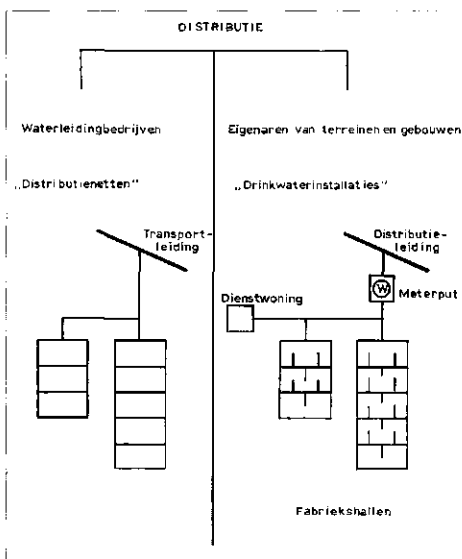 DISTRIBUTIE
Waterleidingbedrijven
Eigenaren van terreinen en gebouwen
„Distributienetten"
„Drinkwaterinstallaties"
Transport-
leiding
Distributie-
leiding
W
Meterput
Dienstwoning
Fabriekshallen